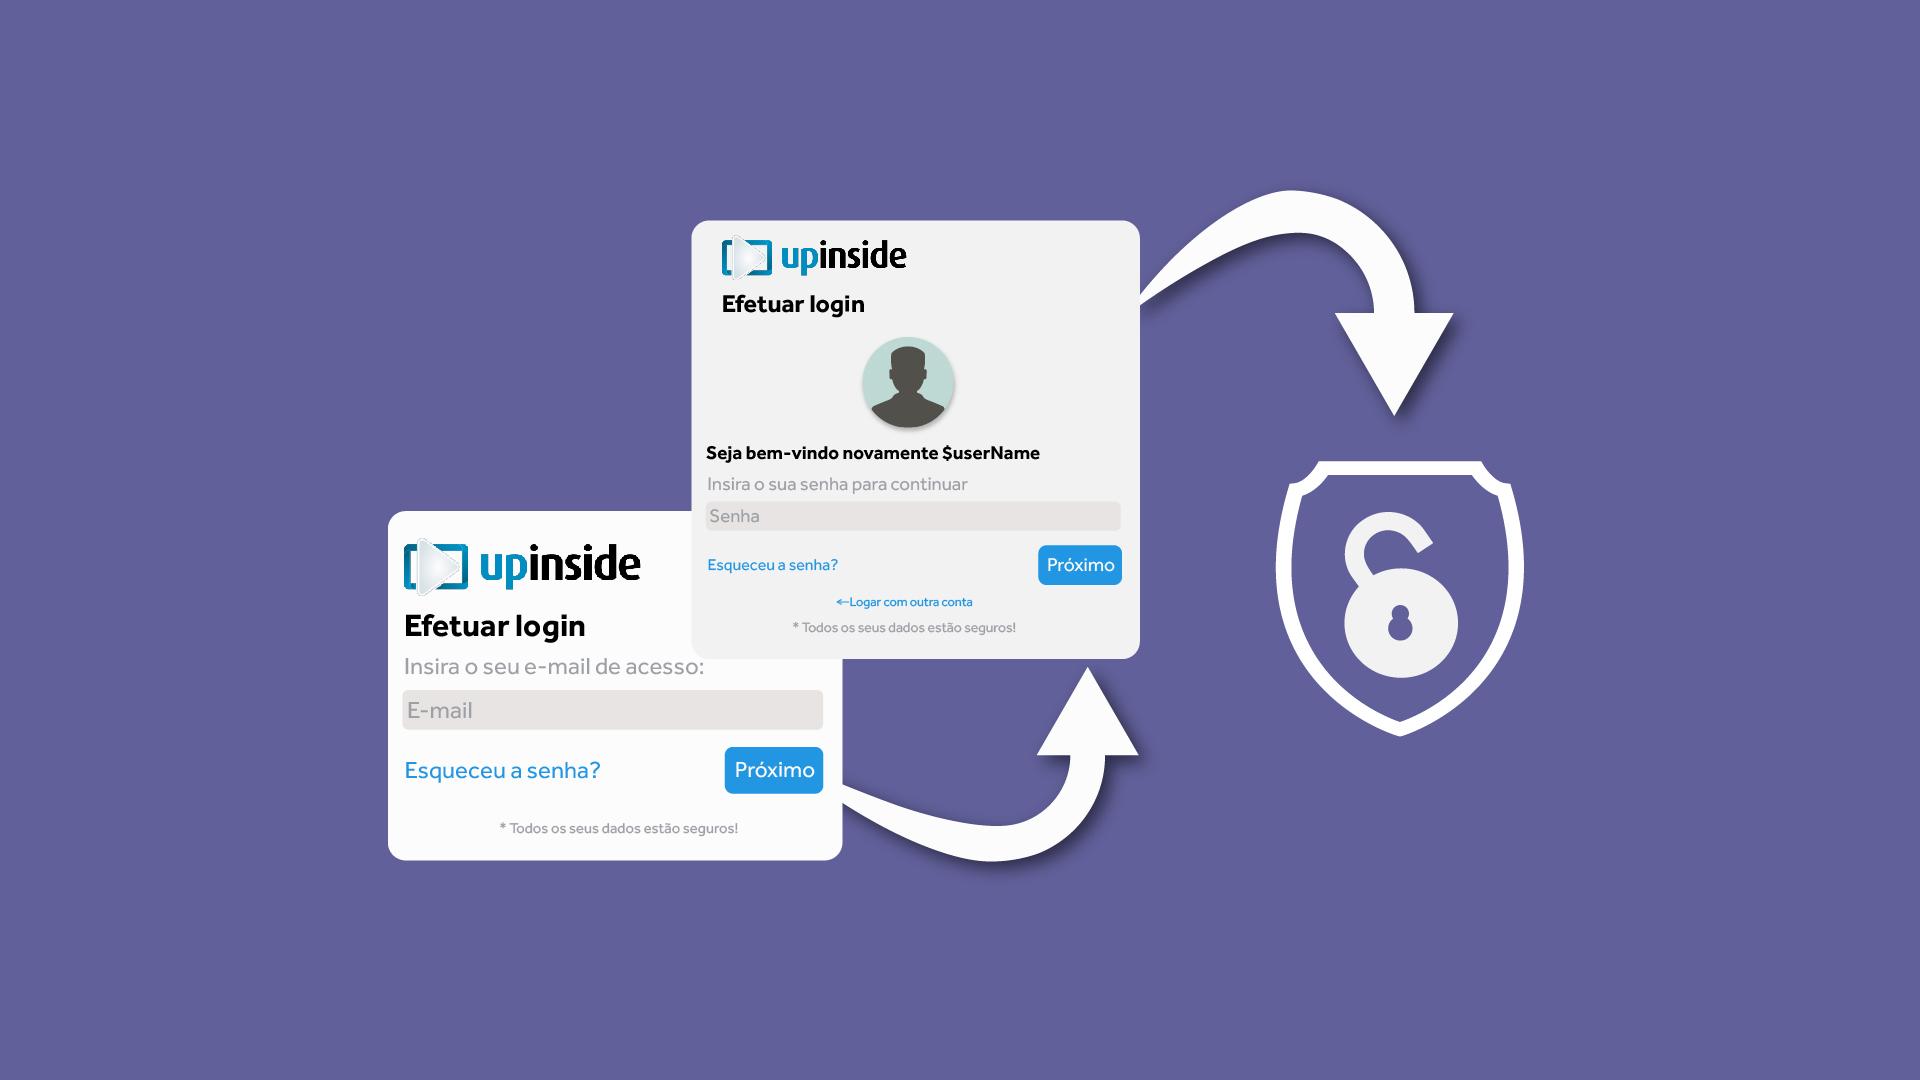 upinside
Efetuar login
Seja bem-vindo novamente $userName
Insira o sua senha para continuar
Senha
Esqueceu a senha?
Próximo
←Logar com outra conta
* Todos os seus dados estão seguros!
upinside
Efetuar login
Insira o seu e-mail de acesso:
E-mail
Esqueceu a senha?
Próximo
* Todos os seus dados estão seguros!